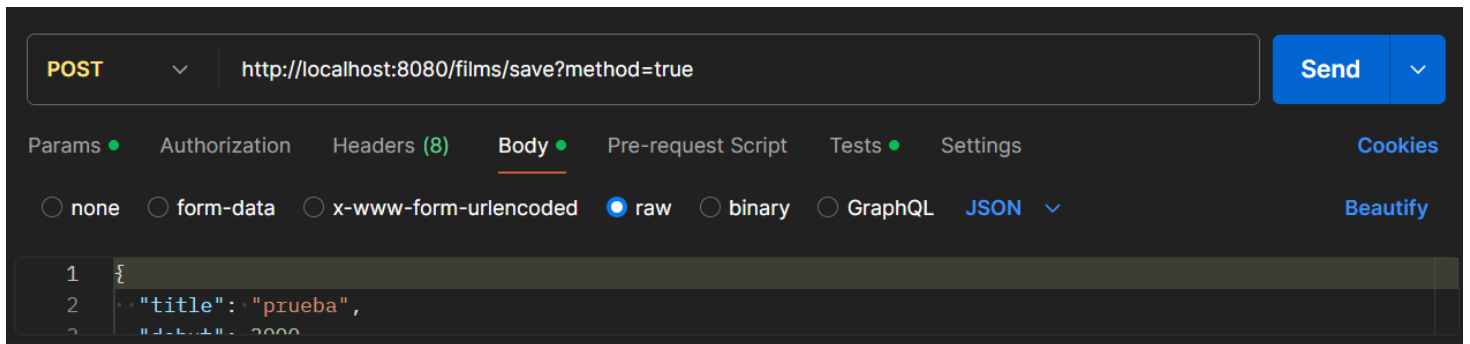 POST http://localhost:8080/films/save?method=true Send
Params Authorization Headers (8) Body Pre-request Script Tests Settings Cookies
none form-data x-www-form-urlencoded raw binary GraphQL JSON Beautify
1 {
2 "title": "prueba",